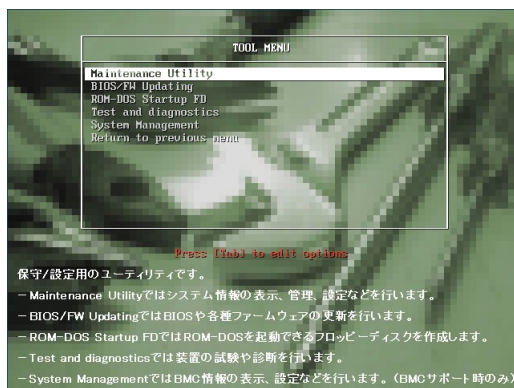 TOOL MENU
Maintenance Utility
BIOS/FW Updating
ROM-DOS Startup FD
Test and diagnostics
System Management
Return to previous menu
Press [Tab] to edit options
保守/設定用のユーティリティです。
－Maintenance Utilityではシステム情報の表示、管理、設定などを行います。
－BIOS/FW UpdatingではBIOSや各種ファームウェアの更新を行います。
－ROM-DOS Startup FDではROM-DOSを起動できるフロッピーディスクを作成します。
－Test and diagnosticsでは装置の試験や診断を行います。
－System ManagementではBMC情報の表示、設定などを行います。（BMCサポート時のみ）